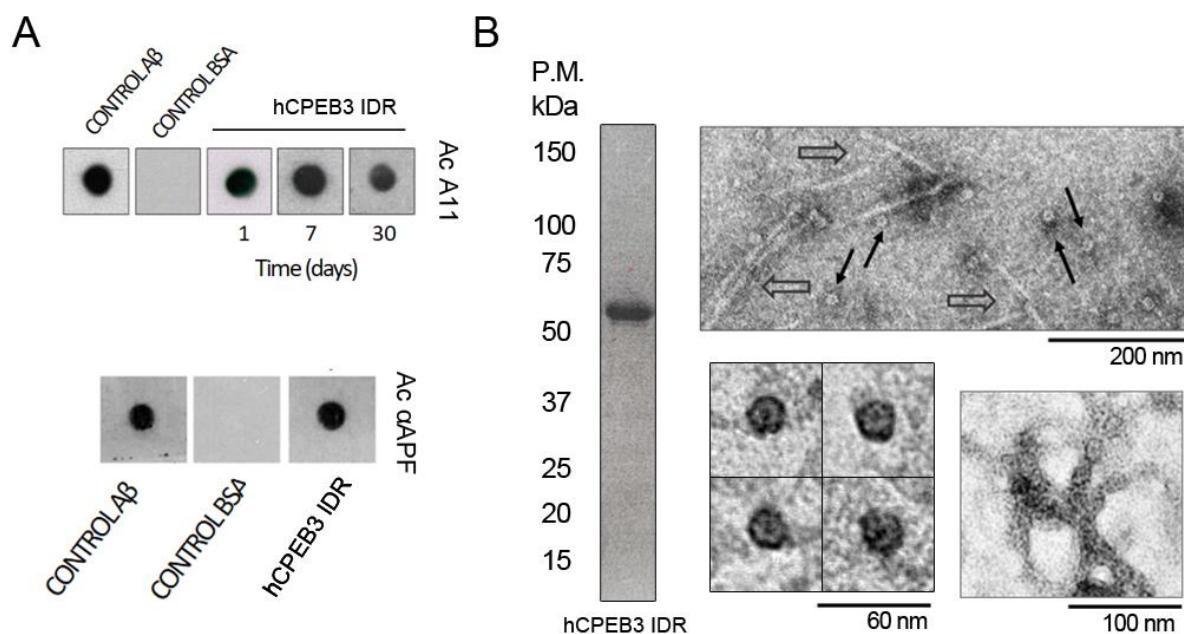 A
CONTROL Aβ
CONTROL BSA
hCPEB3 IDR
Ac A11
1 7 30
Time (days)
CONTROL Aβ
CONTROL BSA
hCPEB3 IDR
Ac αAPF
B
P.M.
kDa
150
100
75
50
37
25
20
15
hCPEB3 IDR
200 nm
60 nm
100 nm